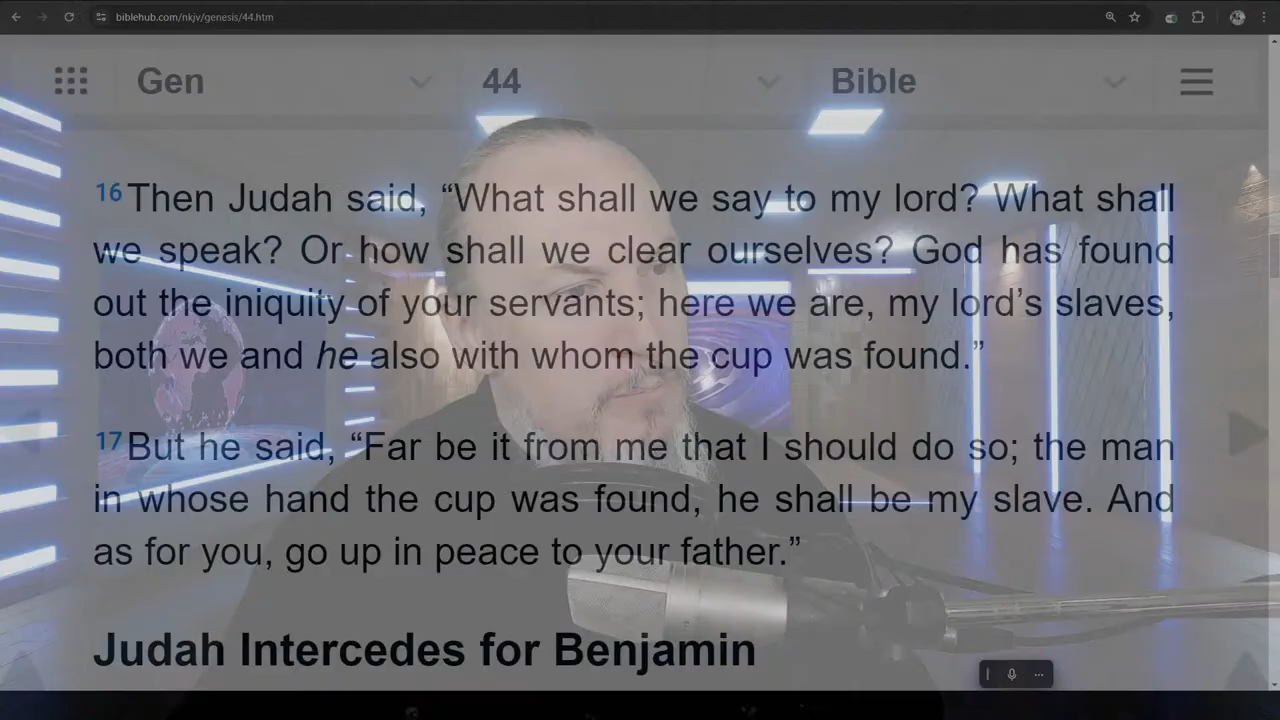 biblehub.com/nkjv/genesis/44.htm
Gen 44 Bible
16 Then Judah said, “What shall we say to my lord? What shall
we speak? Or how shall we clear ourselves? God has found
out the iniquity of your servants; here we are, my lord’s slaves,
both we and he also with whom the cup was found.”
17 But he said, “Far be it from me that I should do so; the man
in whose hand the cup was found, he shall be my slave. And
as for you, go up in peace to your father.”
Judah Intercedes for Benjamin